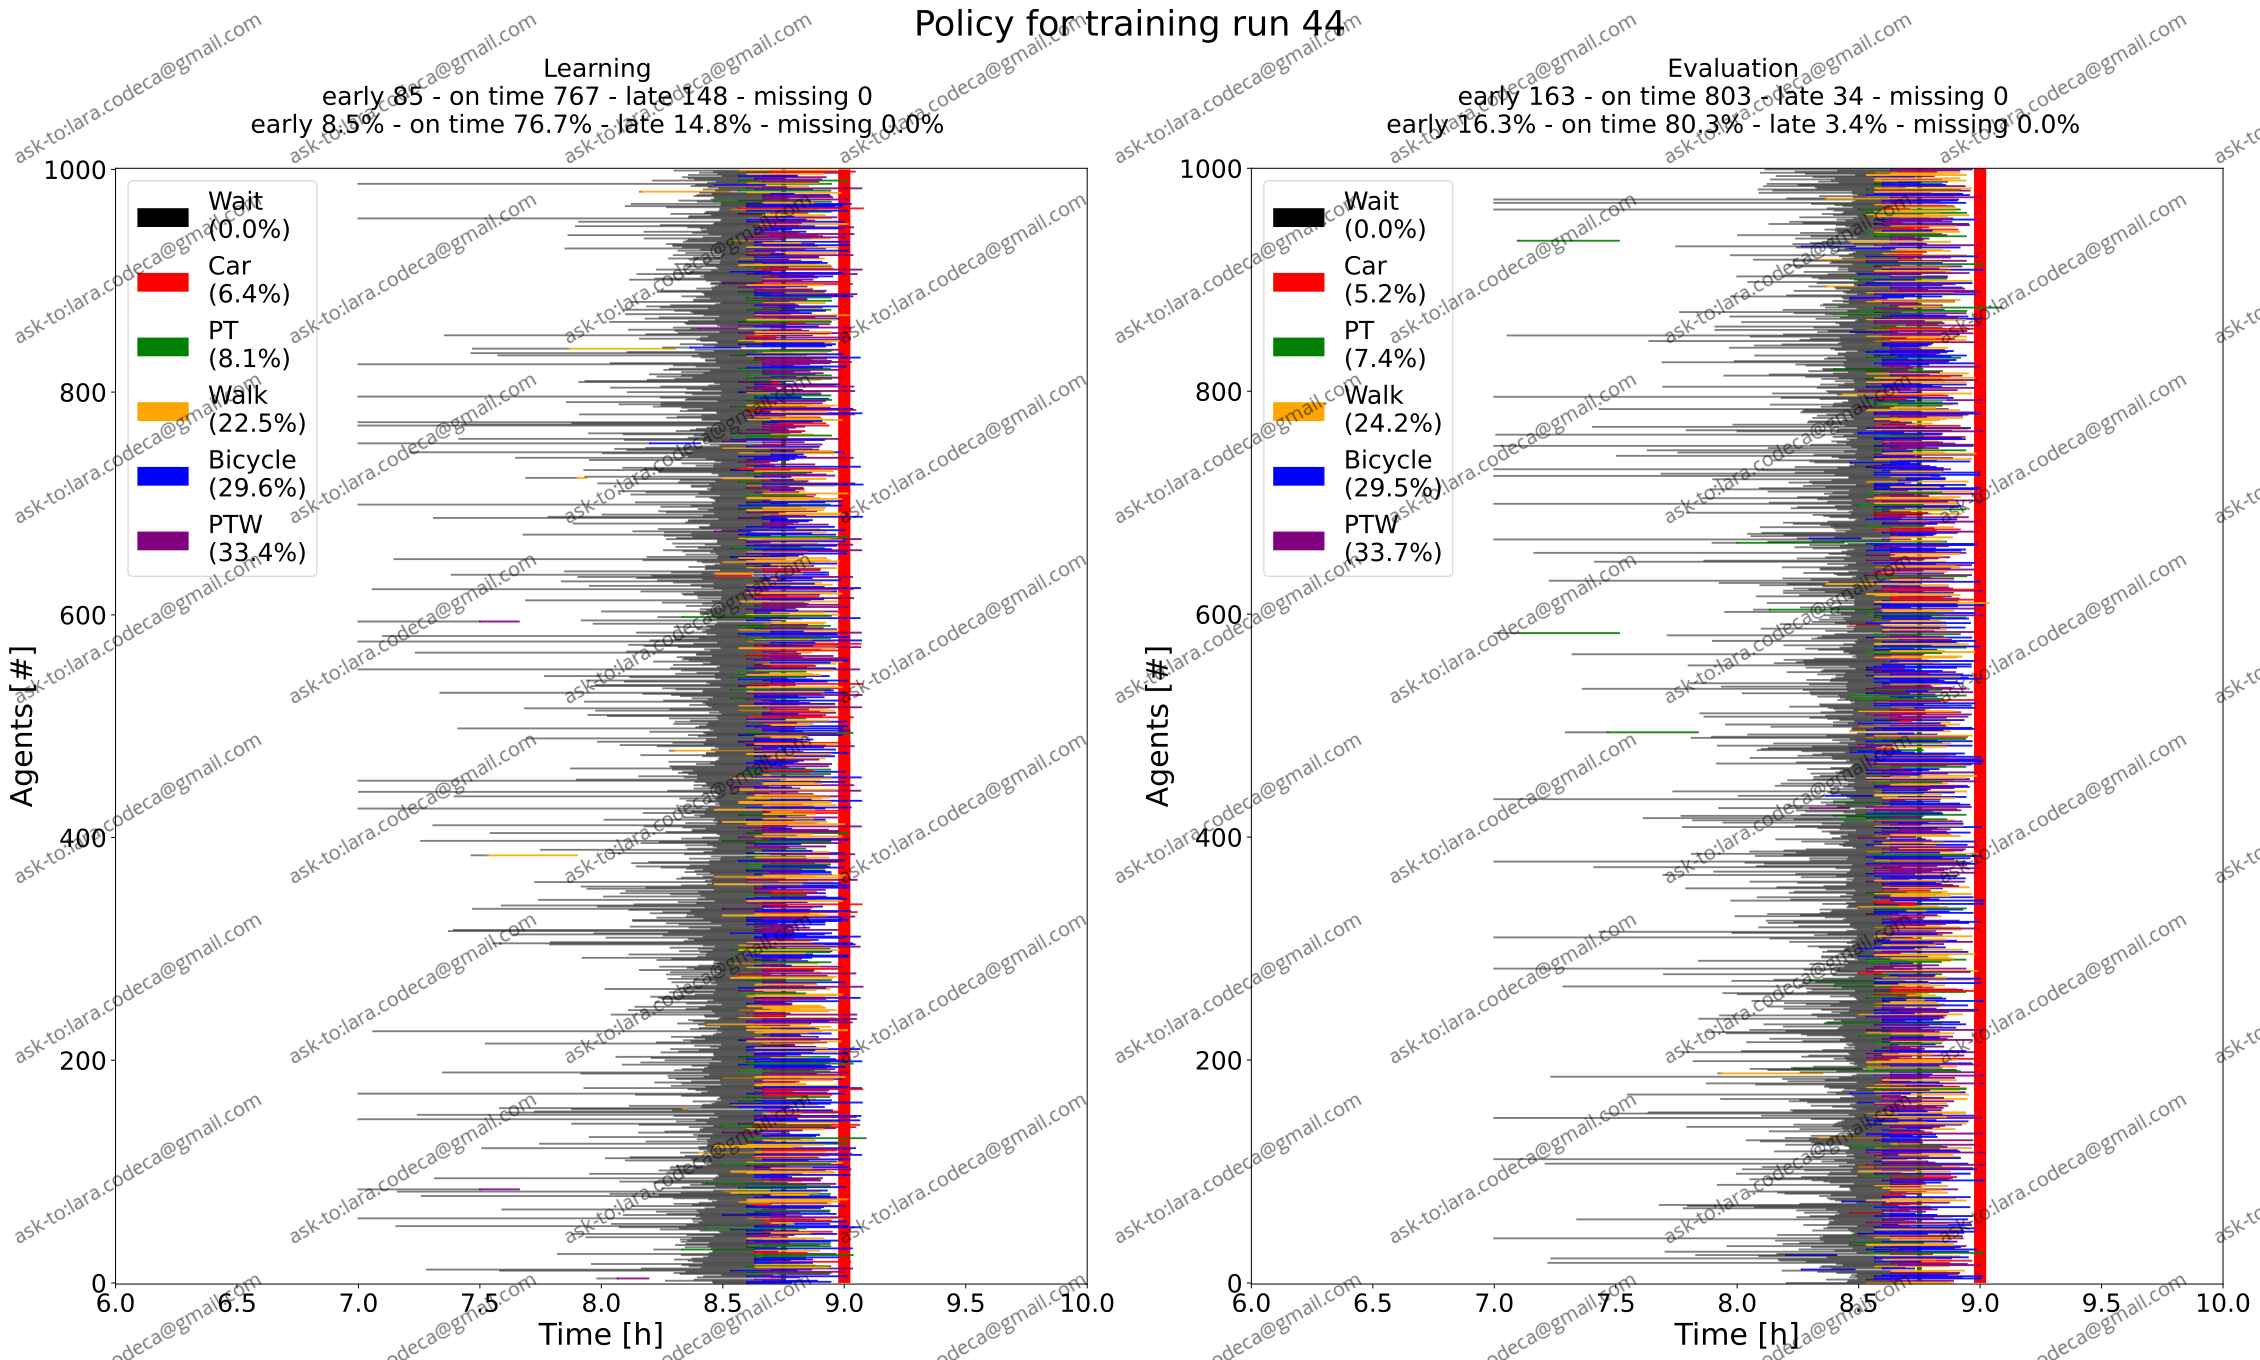 Policy for training run 44
Learning
early 85 - on time 767 - late 148 - missing 0
early 8.5% - on time 76.7% - late 14.8% - missing 0.0%
1000
800
600
400
200
0
Agents [#]
Wait
(0.0%)
Car
(6.4%)
PT
(8.1%)
Walk
(22.5%)
Bicycle
(29.6%)
PTW
(33.4%)
6.0 6.5 7.0 7.5 8.0 8.5 9.0 9.5 10.0
Time [h]
Evaluation
early 163 - on time 803 - late 34 - missing 0
early 16.3% - on time 80.3% - late 3.4% - missing 0.0%
1000
800
600
400
200
0
Agents [#]
Wait
(0.0%)
Car
(5.2%)
PT
(7.4%)
Walk
(24.2%)
Bicycle
(29.5%)
PTW
(33.7%)
6.0 6.5 7.0 7.5 8.0 8.5 9.0 9.5 10.0
Time [h]
ask-to:lara.codeca@gmail.com